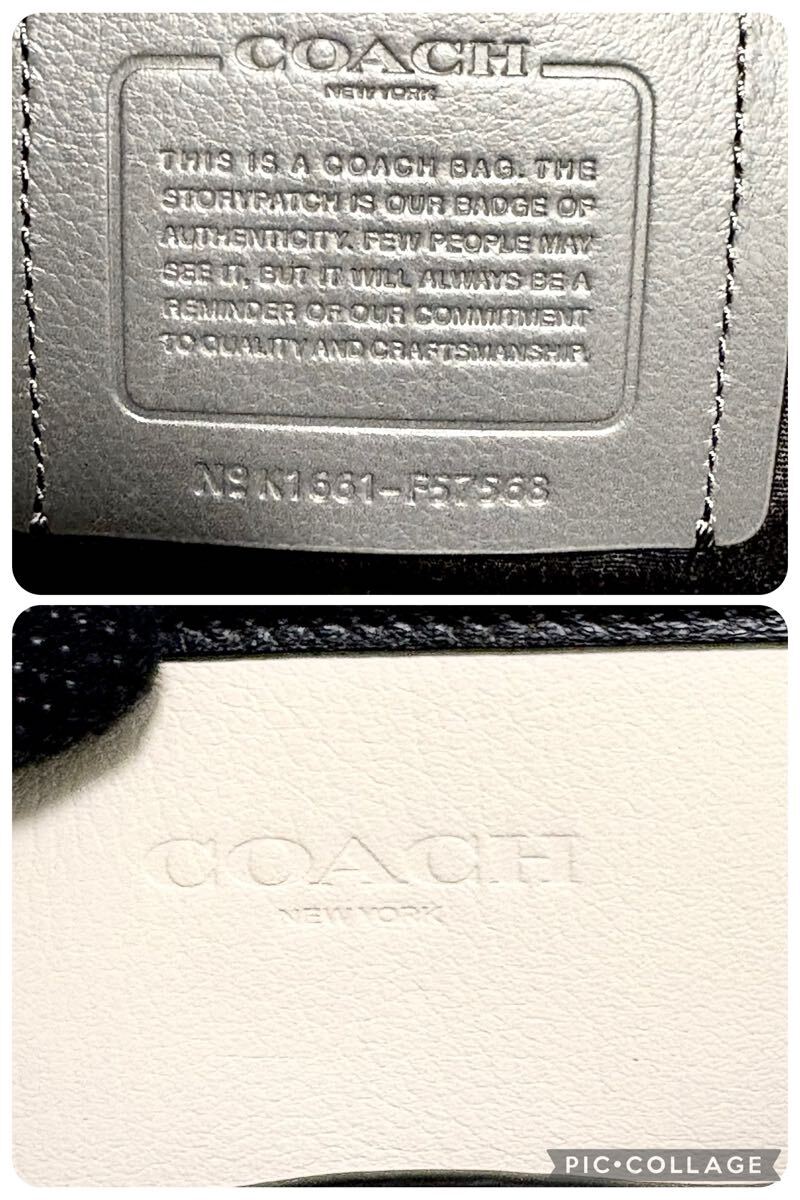 COACH
NEW YORK
THIS IS A COACH BAG. THE
STORYPATCH IS OUR BADGE OF
AUTHENTICITY. FEW PEOPLE MAY
SEE IT, BUT IT WILL ALWAYS BE A
REMINDER OF OUR COMMITMENT
TO QUALITY AND CRAFTSMANSHIP.
Nº K1661-F57568
COACH
NEW YORK
PIC•COLLAGE